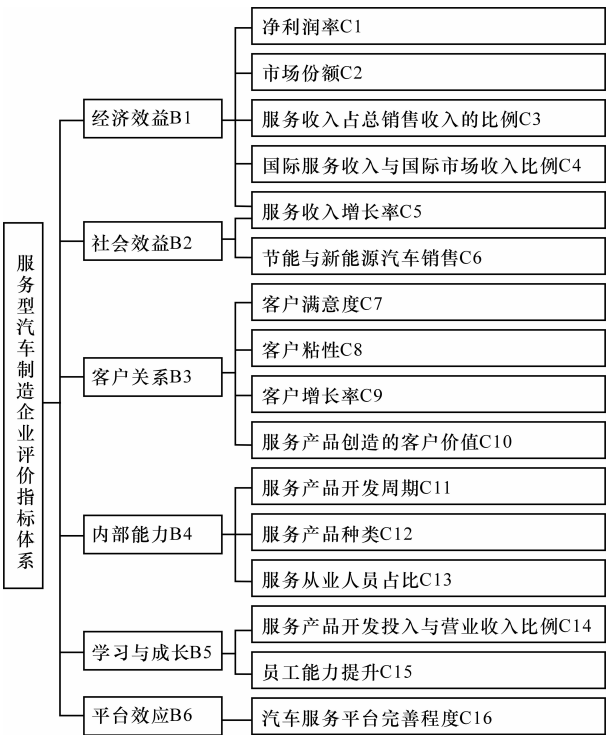 服务型汽车制造企业评价指标体系
经济效益B1
净利润率C1
市场份额C2
服务收入占总销售收入的比例C3
国际服务收入与国际市场收入比例C4
服务收入增长率C5
社会效益B2
节能与新能源汽车销售C6
客户关系B3
客户满意度C7
客户粘性C8
客户增长率C9
服务产品创造的客户价值C10
内部能力B4
服务产品开发周期C11
服务产品种类C12
服务从业人员占比C13
学习与成长B5
服务产品开发投入与营业收入比例C14
员工能力提升C15
平台效应B6
汽车服务平台完善程度C16